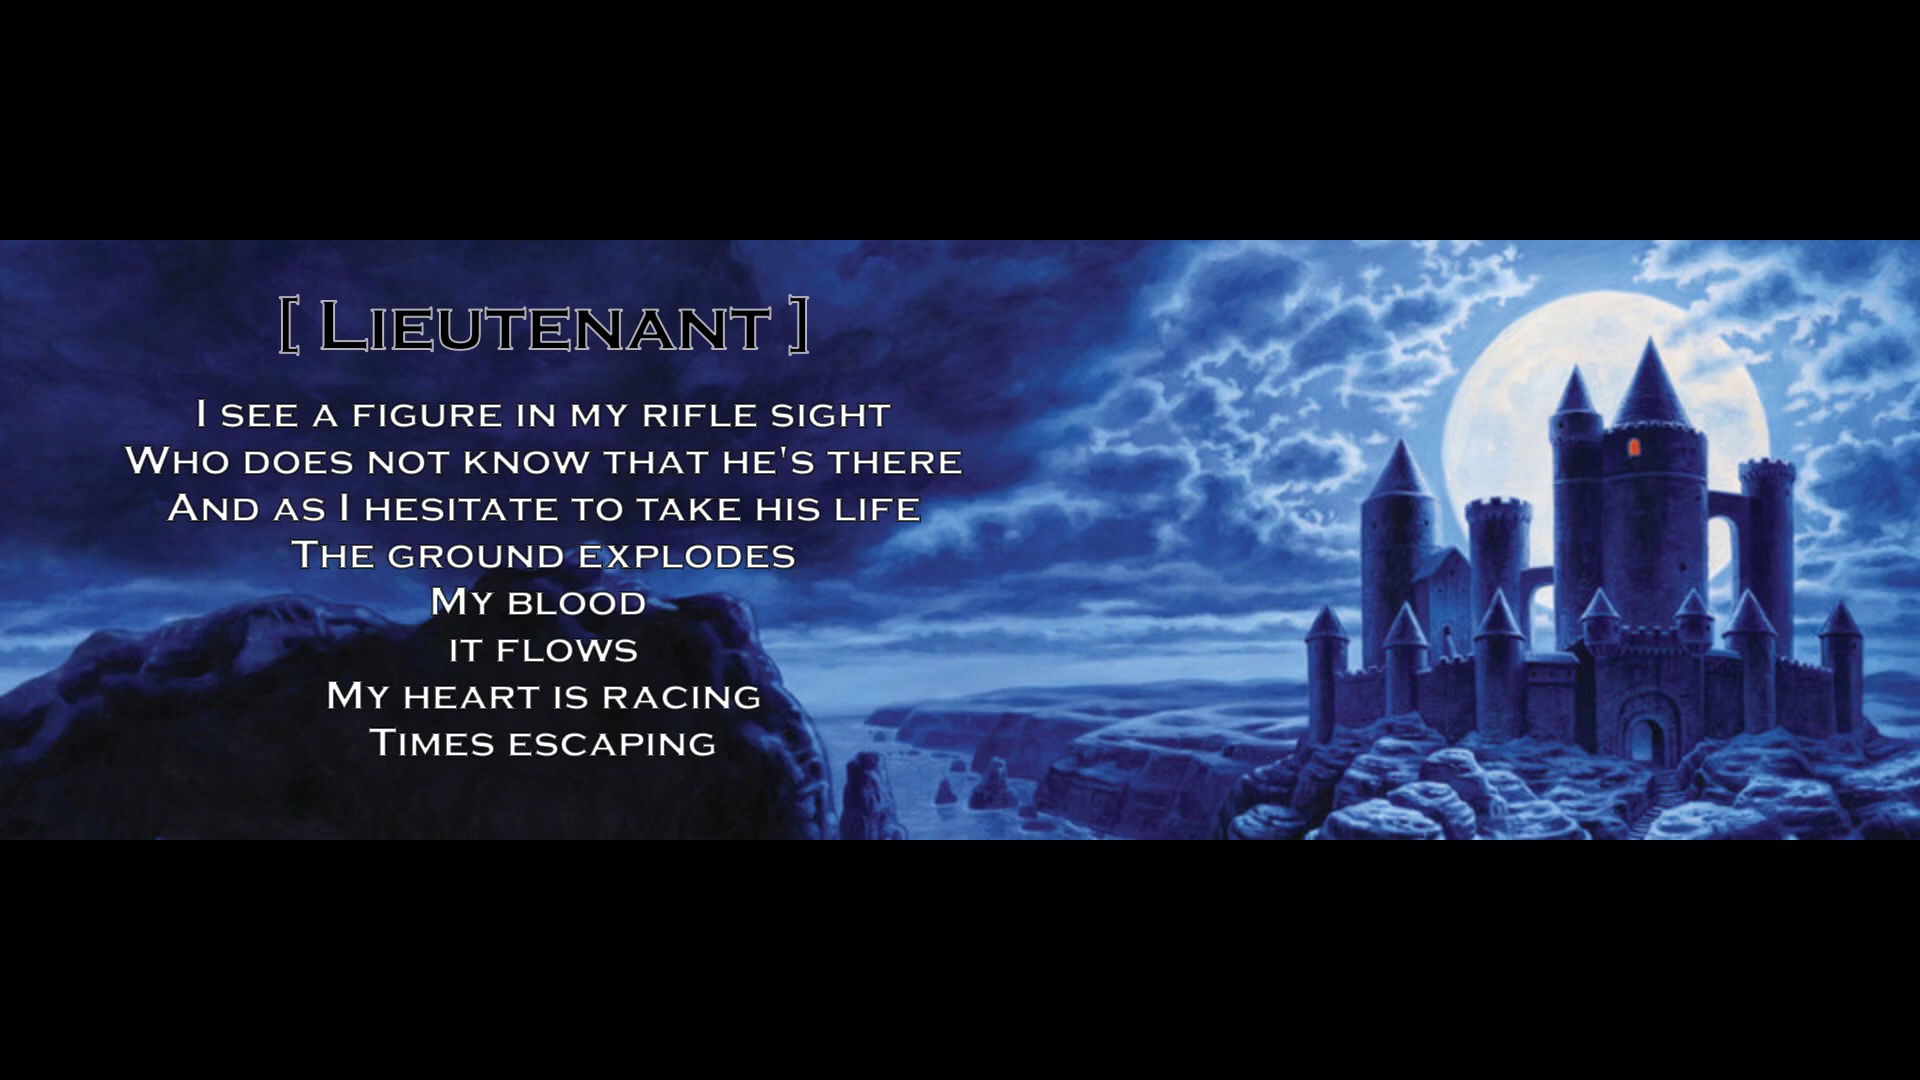 [ Lieutenant ]
I see a figure in my rifle sight
Who does not know that he's there
And as I hesitate to take his life
The ground explodes
My blood
it flows
My heart is racing
Times escaping